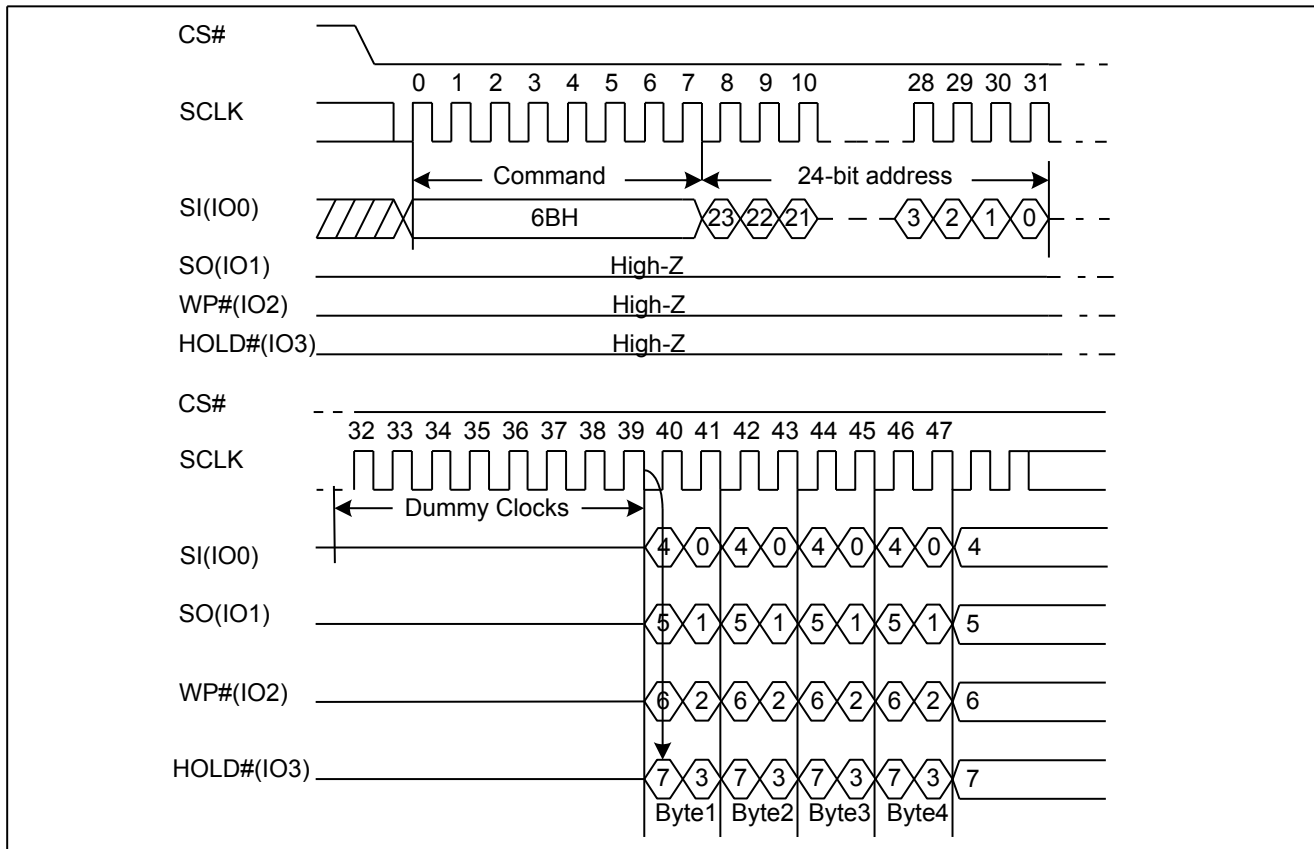 CS#
0 1 2 3 4 5 6 7 8 9 10 28 29 30 31
SCLK
Command 24-bit address
SI(IO0) 6BH 23 22 21 3 2 1 0
SO(IO1) High-Z
WP#(IO2) High-Z
HOLD#(IO3) High-Z
CS#
32 33 34 35 36 37 38 39 40 41 42 43 44 45 46 47
SCLK
Dummy Clocks
SI(IO0) 4 0 4 0 4 0 4 0 4
SO(IO1) 5 1 5 1 5 1 5 1 5
WP#(IO2) 6 2 6 2 6 2 6 2 6
HOLD#(IO3) 7 3 7 3 7 3 7 3 7
Byte1 Byte2 Byte3 Byte4